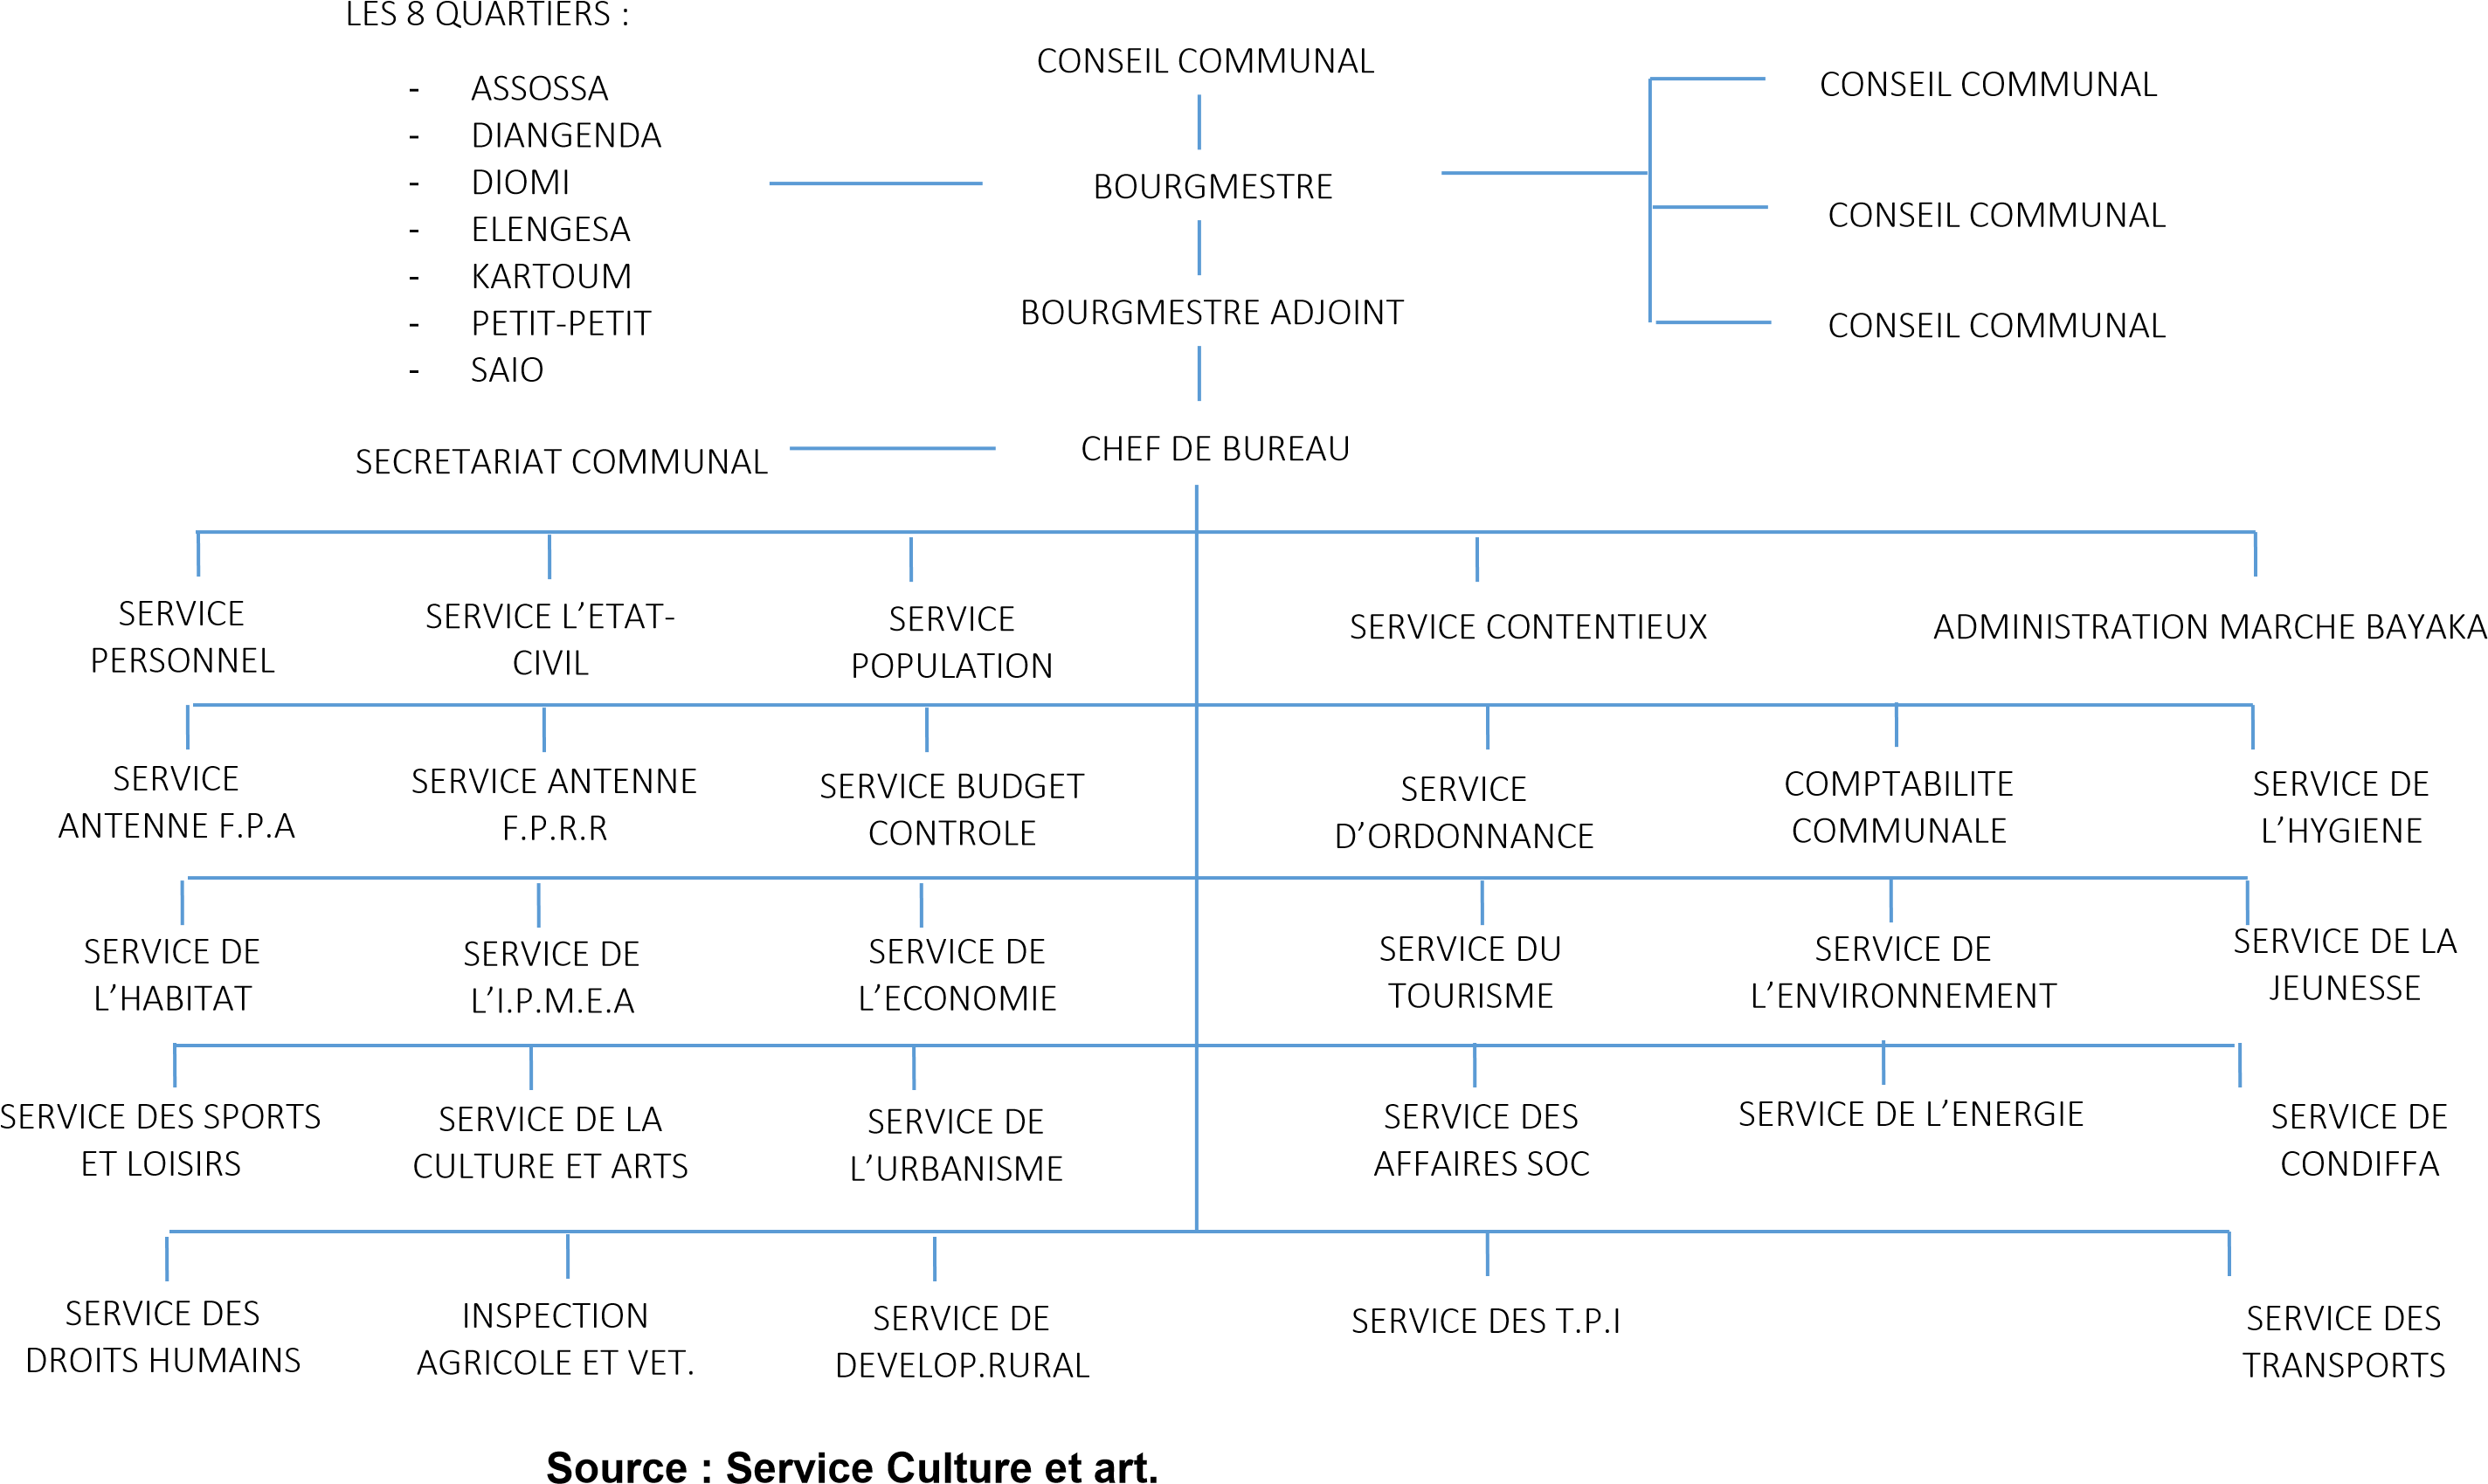 LES 8 QUARTIERS :
- ASSOSSA
- DIANGENDA
- DIOMI
- ELENGESA
- KARTOUM
- PETIT-PETIT
- SAIO
CONSEIL COMMUNAL
BOURGMESTRE
BOURGMESTRE ADJOINT
CHEF DE BUREAU
CONSEIL COMMUNAL
CONSEIL COMMUNAL
CONSEIL COMMUNAL
SECRETARIAT COMMUNAL
SERVICE
PERSONNEL
SERVICE L’ETAT-
CIVIL
SERVICE
POPULATION
SERVICE CONTENTIEUX
ADMINISTRATION MARCHE BAYAKA
SERVICE
ANTENNE F.P.A
SERVICE ANTENNE
F.P.R.R
SERVICE BUDGET
CONTROLE
SERVICE
D’ORDONNANCE
COMPTABILITE
COMMUNALE
SERVICE DE
L’HYGIENE
SERVICE DE
L’HABITAT
SERVICE DE
L’I.P.M.E.A
SERVICE DE
L’ECONOMIE
SERVICE DU
TOURISME
SERVICE DE
L’ENVIRONNEMENT
SERVICE DE LA
JEUNESSE
SERVICE DES SPORTS
ET LOISIRS
SERVICE DE LA
CULTURE ET ARTS
SERVICE DE
L’URBANISME
SERVICE DES
AFFAIRES SOC
SERVICE DE L’ENERGIE
SERVICE DE
CONDIFFA
SERVICE DES
DROITS HUMAINS
INSPECTION
AGRICOLE ET VET.
SERVICE DE
DEVELOP.RURAL
SERVICE DES T.P.I
SERVICE DES
TRANSPORTS
Source : Service Culture et art.